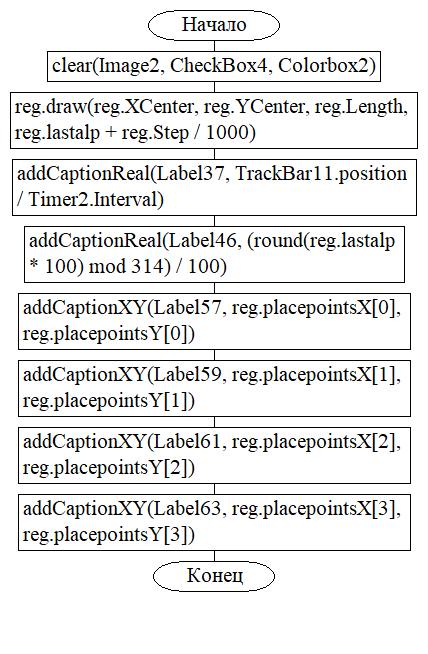 Начало
clear(Image2, CheckBox4, Colorbox2)
reg.draw(reg.XCenter, reg.YCenter, reg.Length,
reg.lastalp + reg.Step / 1000)
addCaptionReal(Label37, TrackBar11.position
/ Timer2.Interval)
addCaptionReal(Label46, (round(reg.lastalp
* 100) mod 314) / 100)
addCaptionXY(Label57, reg.placepointsX[0],
reg.placepointsY[0])
addCaptionXY(Label59, reg.placepointsX[1],
reg.placepointsY[1])
addCaptionXY(Label61, reg.placepointsX[2],
reg.placepointsY[2])
addCaptionXY(Label63, reg.placepointsX[3],
reg.placepointsY[3])
Конец